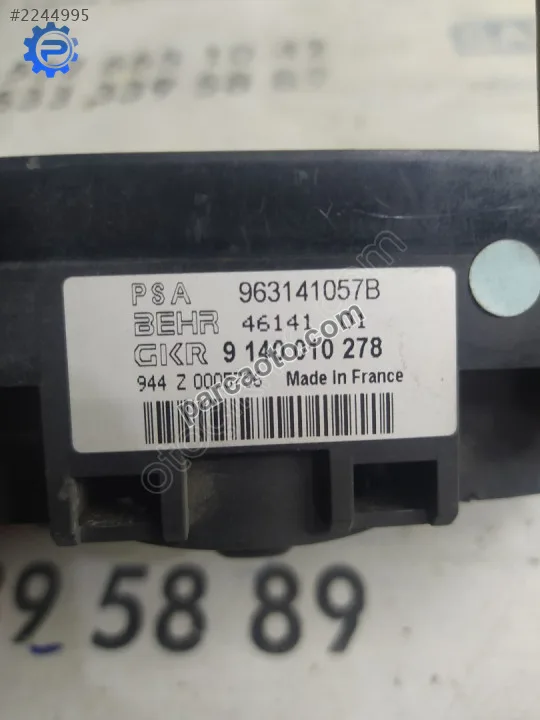 #2244995
PSA 963141057B
BEHR 46141
GKR 9 140 010 278
944 Z Made In France
parcaoto.com
9 58 89